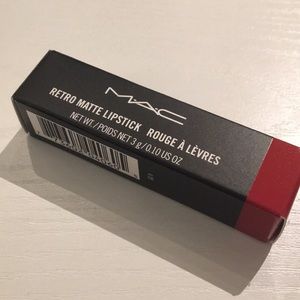 MAC
RETRO MATTE LIPSTICK ROUGE À LÈVRES
NET WT./POIDS NET 3 g/0.10 US OZ